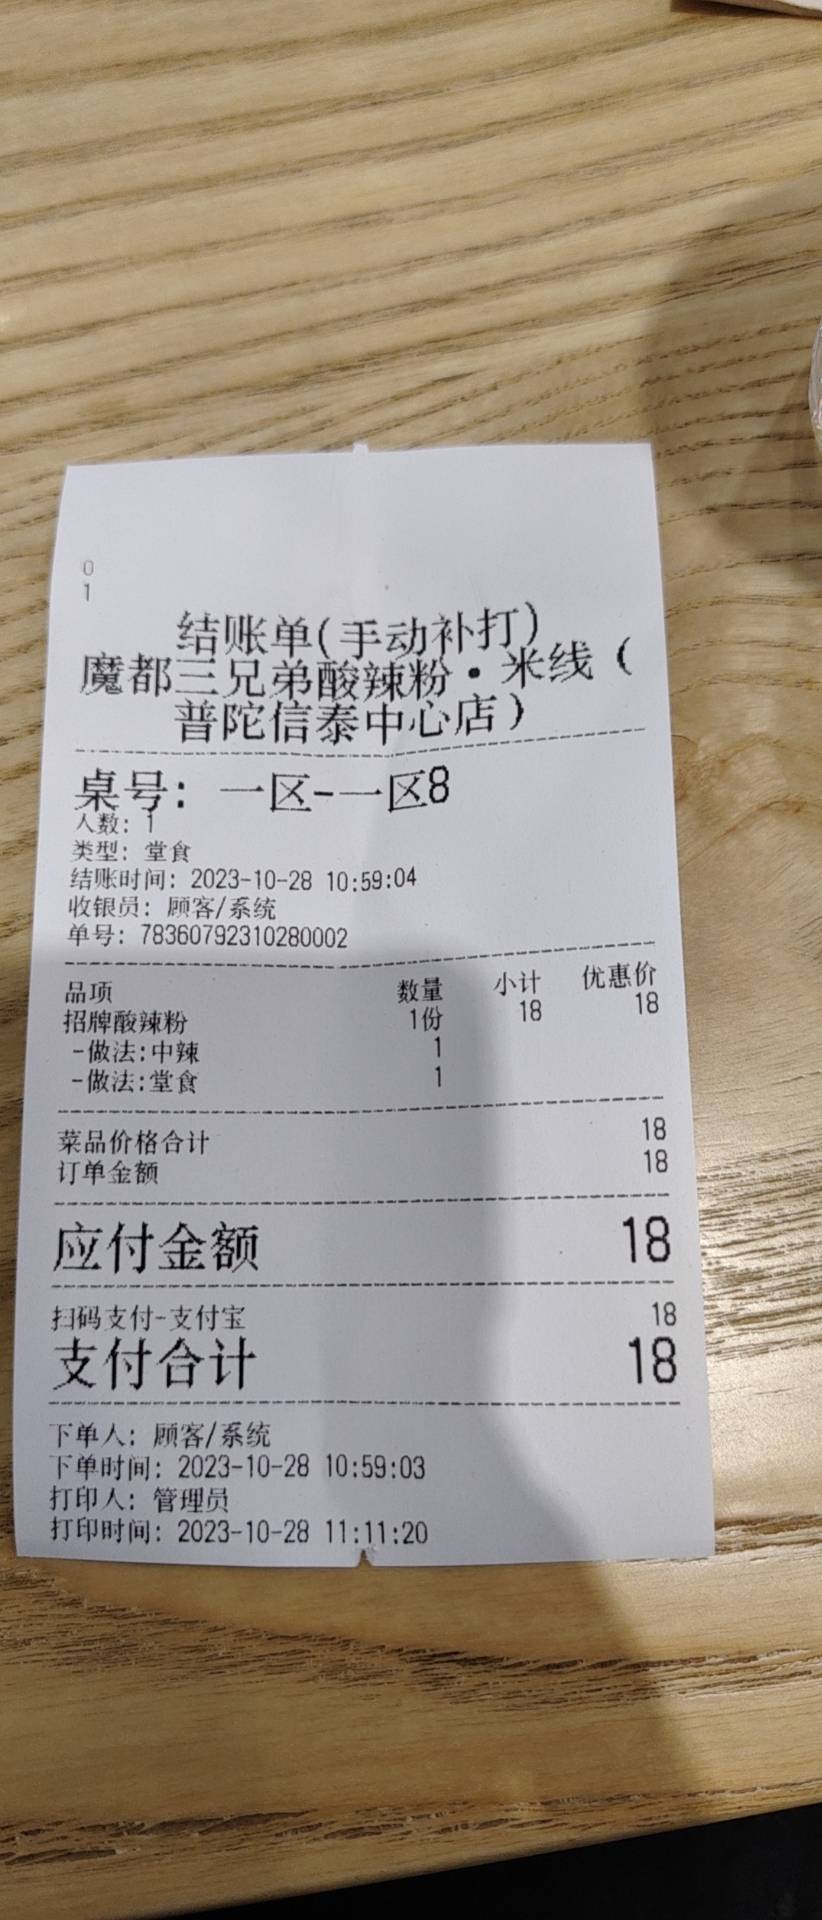 0
1
结账单(手动补打)
魔都三兄弟酸辣粉·米线(
普陀信泰中心店)
桌号: 一区-一区8
人数: 1
类型: 堂食
结账时间: 2023-10-28 10:59:04
收银员: 顾客/系统
单号: 78360792310280002
品项 数量 小计 优惠价
招牌酸辣粉 1份 18 18
-做法:中辣 1
-做法:堂食 1
菜品价格合计 18
订单金额 18
应付金额 18
扫码支付-支付宝 18
支付合计 18
下单人: 顾客/系统
下单时间: 2023-10-28 10:59:03
打印人: 管理员
打印时间: 2023-10-28 11:11:20